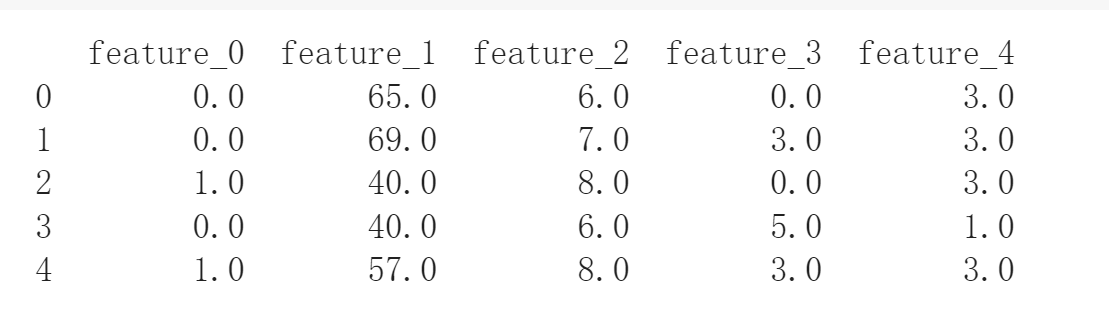 feature_0 feature_1 feature_2 feature_3 feature_4
0 0.0 65.0 6.0 0.0 3.0
1 0.0 69.0 7.0 3.0 3.0
2 1.0 40.0 8.0 0.0 3.0
3 0.0 40.0 6.0 5.0 1.0
4 1.0 57.0 8.0 3.0 3.0